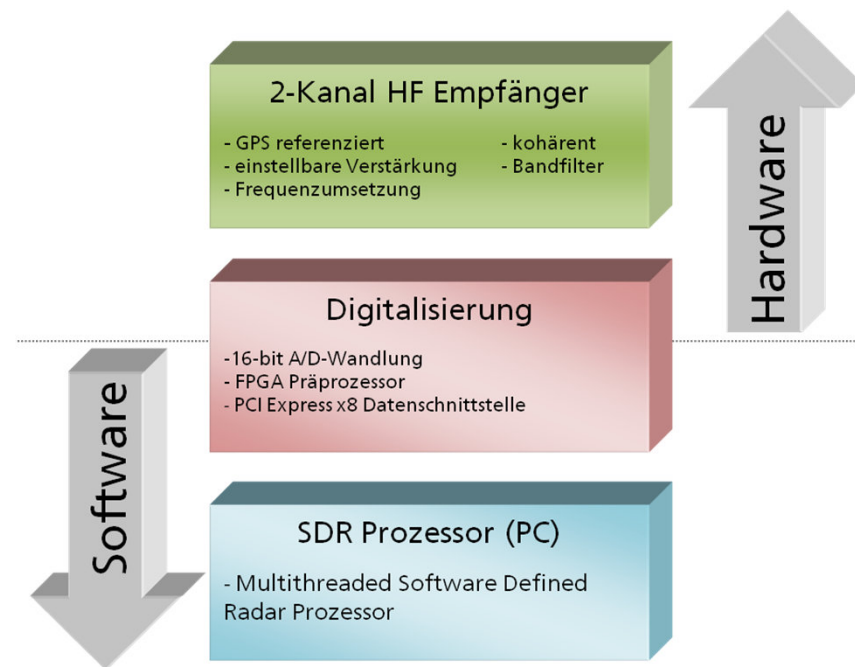 2-Kanal HF Empfänger
- GPS referenziert
- einstellbare Verstärkung
- Frequenzumsetzung
- kohärent
- Bandfilter
Hardware
Digitalisierung
-16-bit A/D-Wandlung
- FPGA Präprozessor
- PCI Express x8 Datenschnittstelle
Software
SDR Prozessor (PC)
- Multithreaded Software Defined
Radar Prozessor